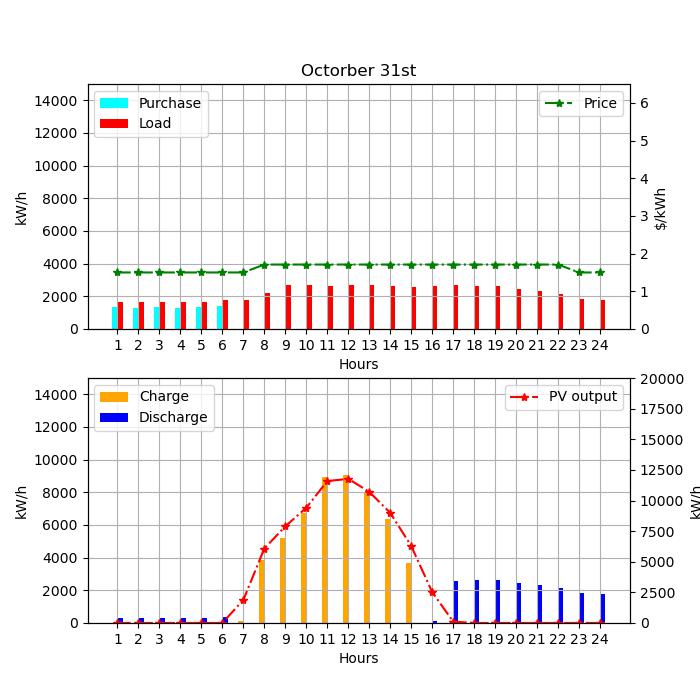 Octorber 31st
Purchase
Load
Price
14000
12000
10000
8000
6000
4000
2000
0
kW/h
6
5
4
3
2
1
0
$/kWh
1 2 3 4 5 6 7 8 9 10 11 12 13 14 15 16 17 18 19 20 21 22 23 24
Hours
Charge
Discharge
PV output
14000
12000
10000
8000
6000
4000
2000
0
kW/h
20000
17500
15000
12500
10000
7500
5000
2500
0
kW/h
1 2 3 4 5 6 7 8 9 10 11 12 13 14 15 16 17 18 19 20 21 22 23 24
Hours